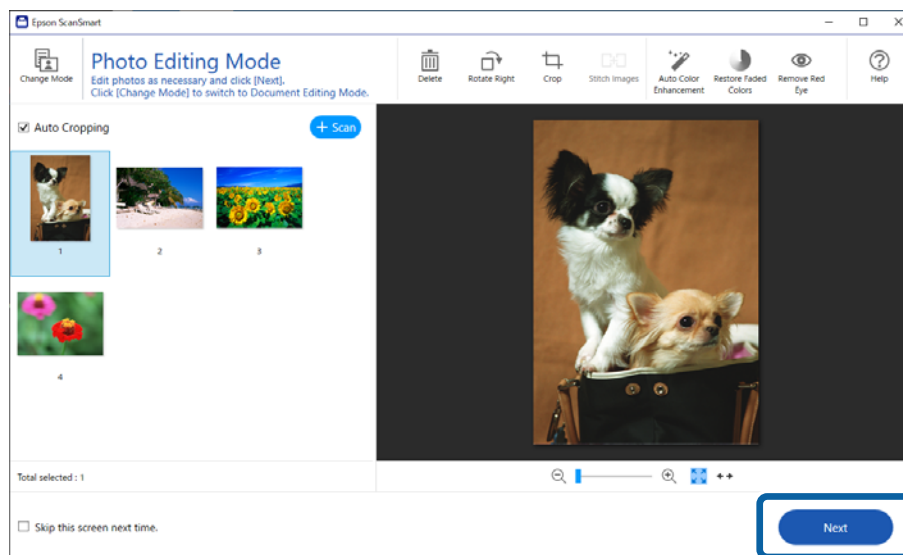 Epson ScanSmart
Change Mode
Photo Editing Mode
Edit photos as necessary and click [Next].
Click [Change Mode] to switch to Document Editing Mode.
Delete
Rotate Right
Crop
Stitch Images
Auto Color
Enhancement
Restore Faded
Colors
Remove Red
Eye
Help
Auto Cropping
+ Scan
1
2
3
4
Total selected : 1
Skip this screen next time.
Next